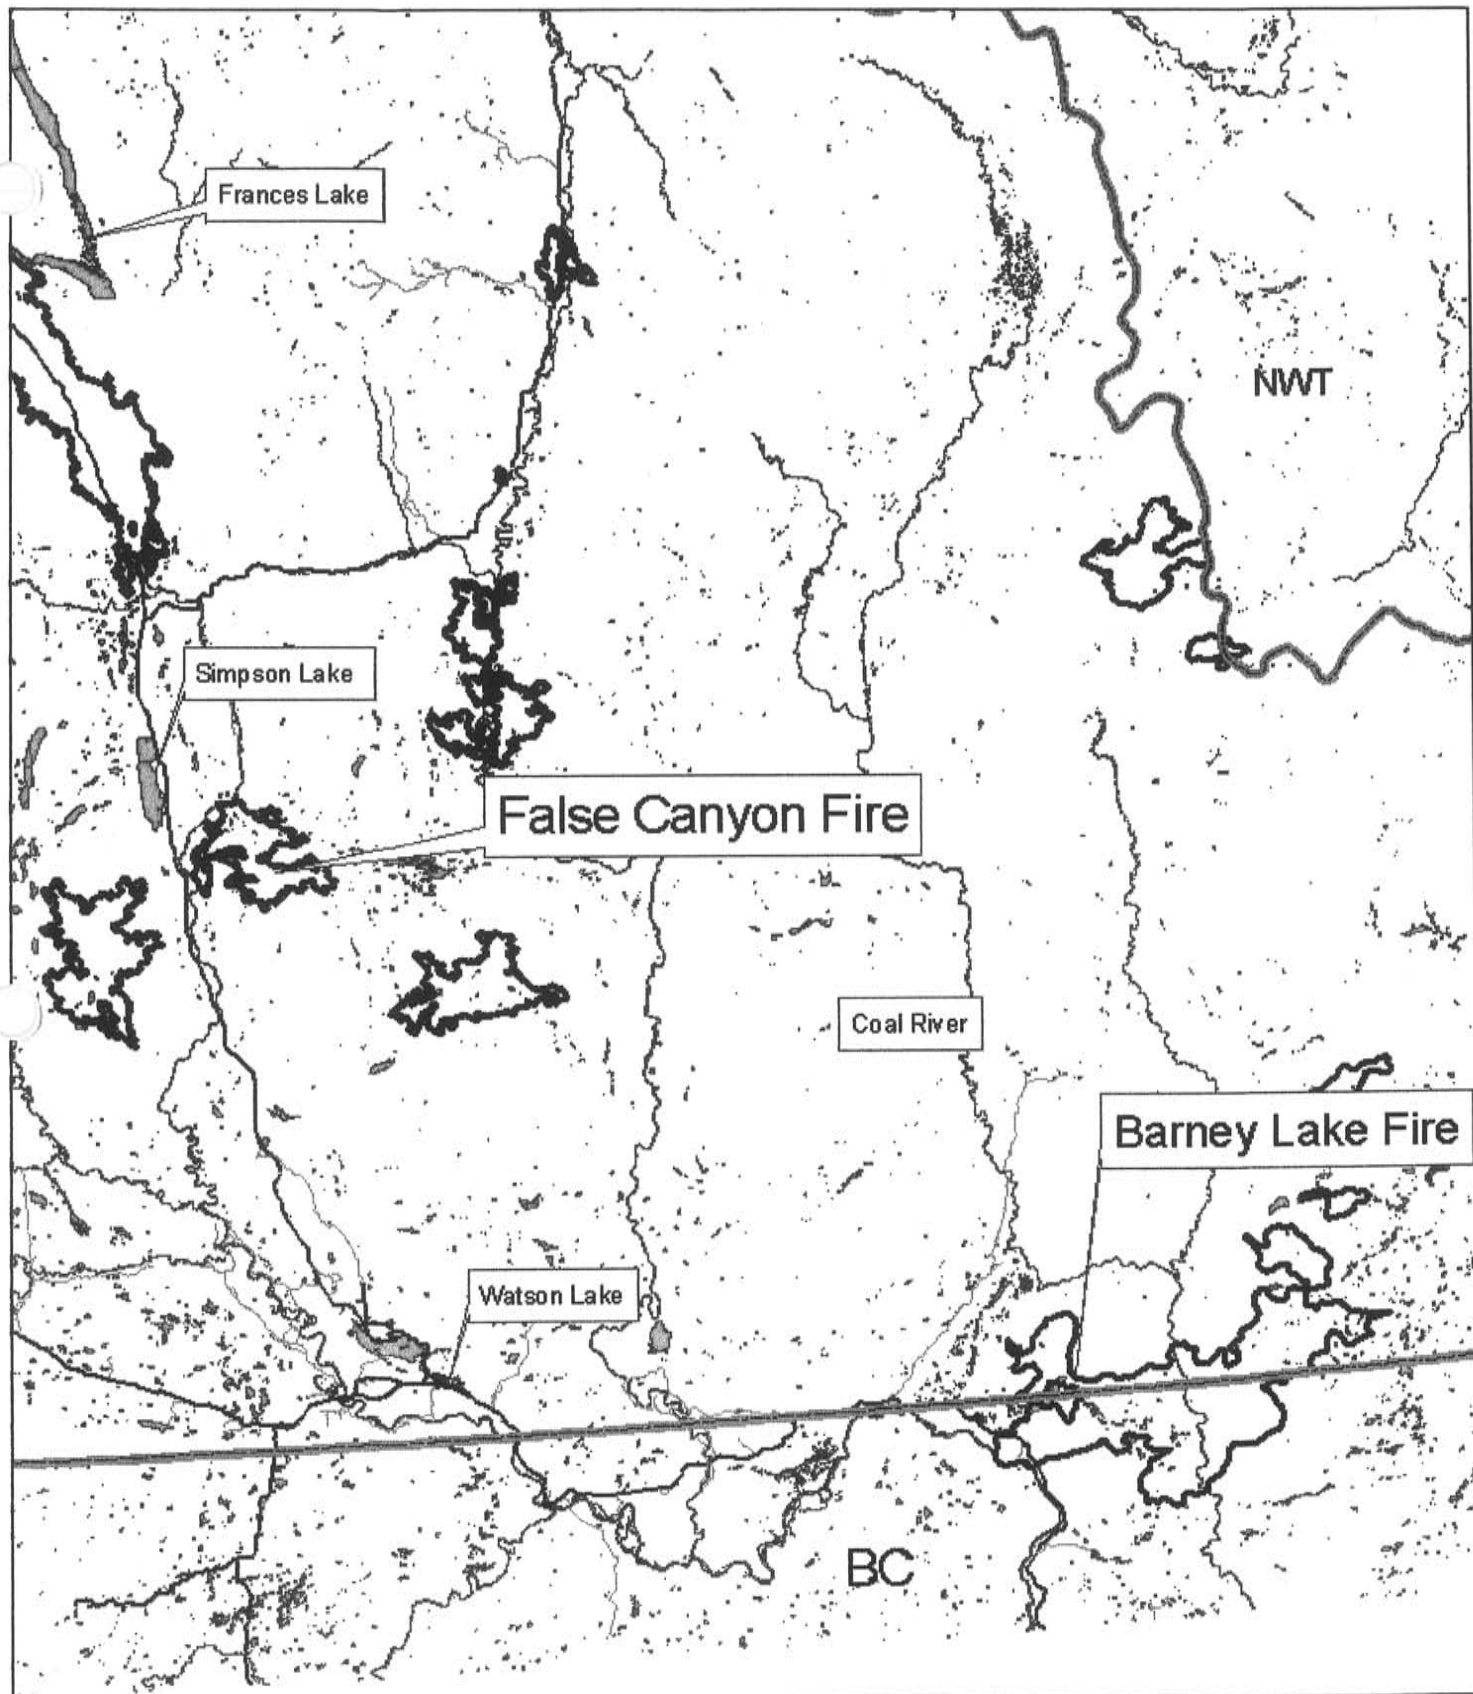 Frances Lake
NWT
Simpson Lake
False Canyon Fire
Coal River
Barney Lake Fire
Watson Lake
BC